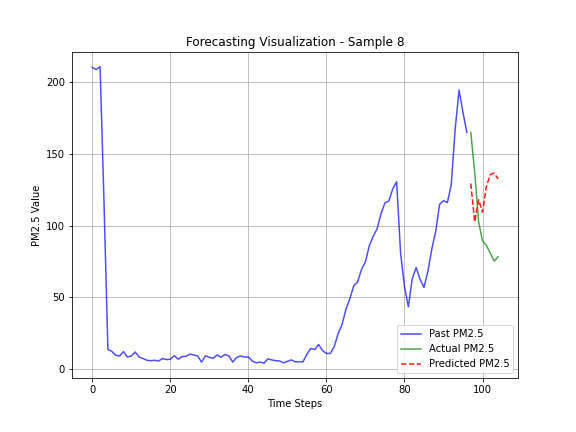 Forecasting Visualization - Sample 8
PM2.5 Value
200
150
100
50
0
0 20 40 60 80 100
Time Steps
Past PM2.5
Actual PM2.5
Predicted PM2.5